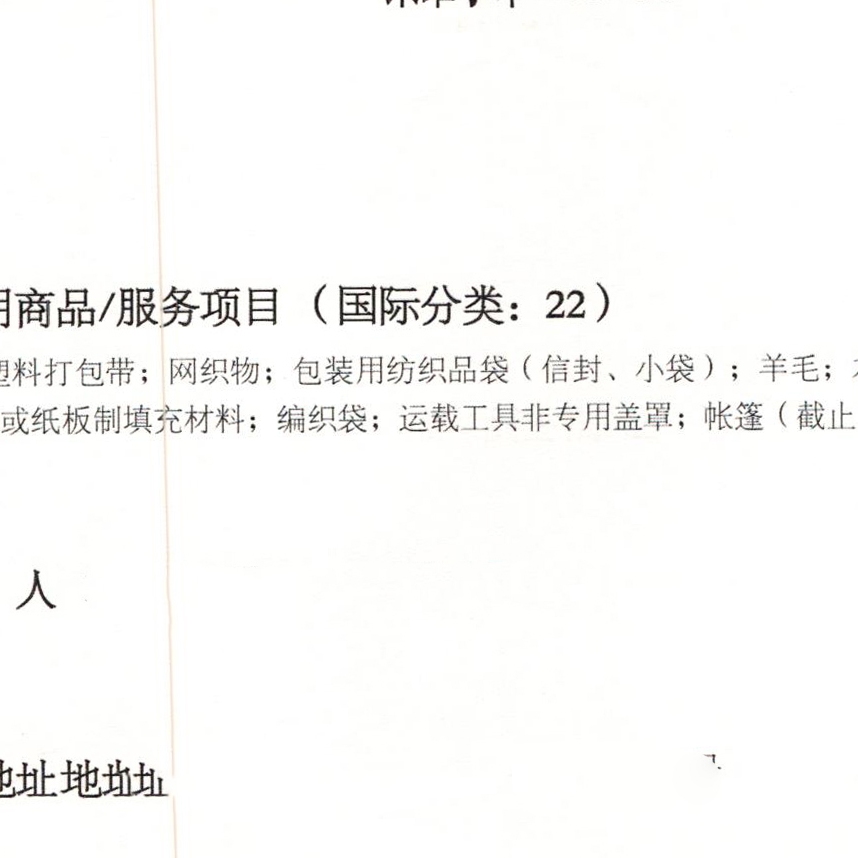 商品/服务项目（国际分类：22）
塑料打包带；网织物；包装用纺织品袋（信封、小袋）；羊毛；
或纸板制填充材料；编织袋；运载工具非专用盖罩；帐篷（截止
人
地址地址